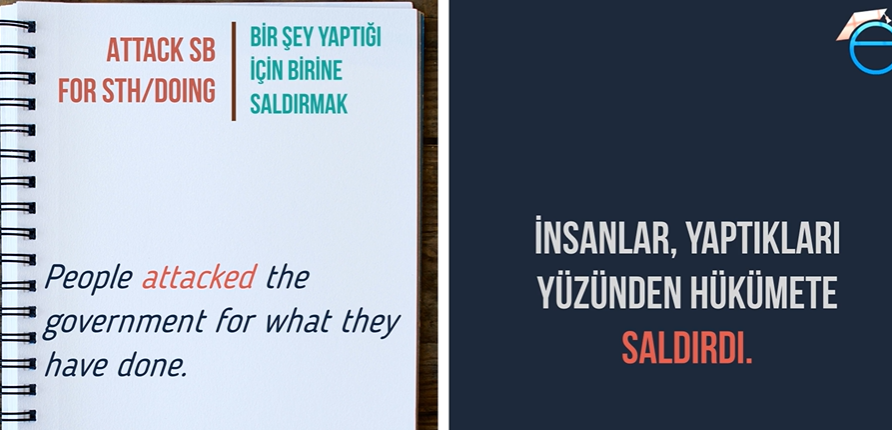 ATTACK SB
FOR STH/DOING
BİR ŞEY YAPTIĞI
İÇİN BİRİNE
SALDIRMAK
People attacked the
government for what they
have done.
İNSANLAR, YAPTIKLARI
YÜZÜNDEN HÜKÜMETE
SALDIRDI.